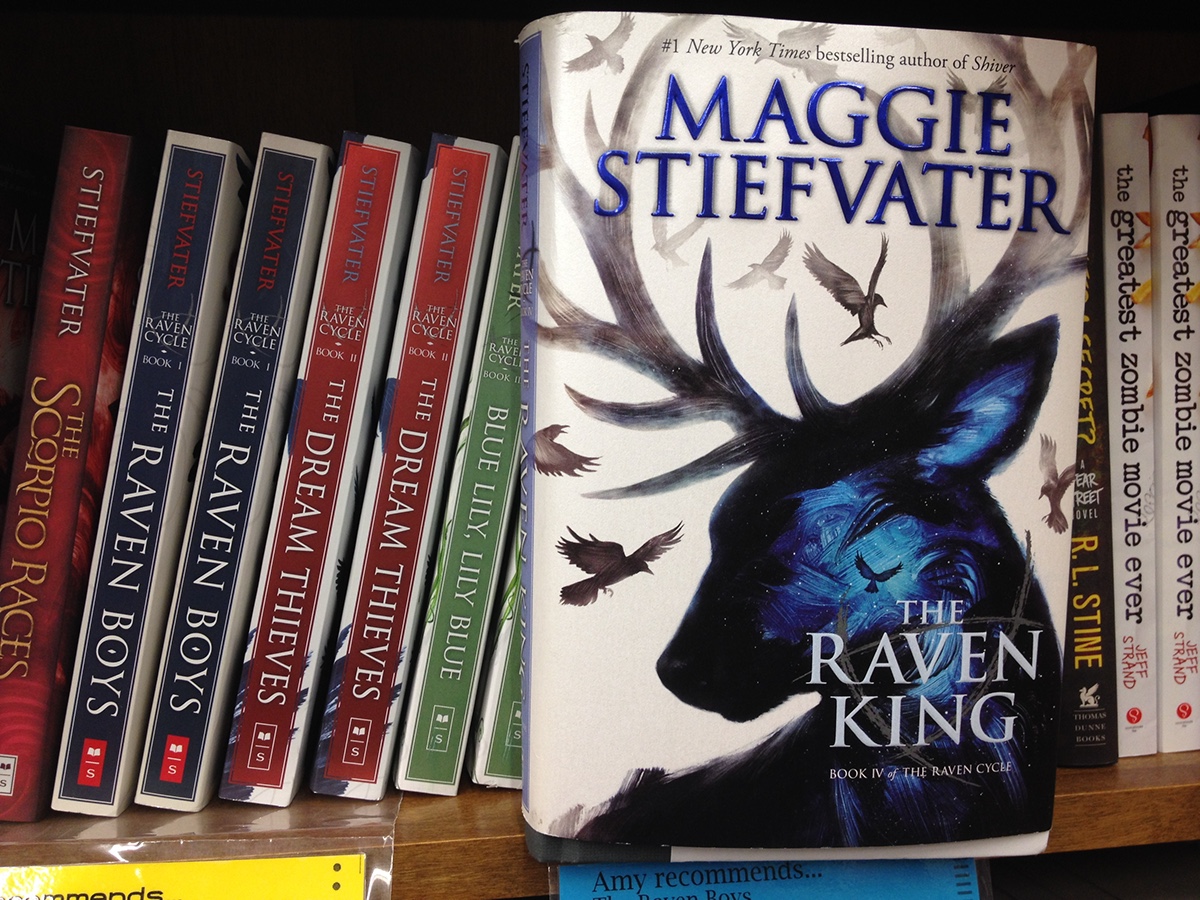 STIEFVATER
THE
SCORPIO RACES
S
STIEFVATER
THE
RAVEN
CYCLE
BOOK I
THE RAVEN BOYS
S
STIEFVATER
THE
RAVEN
CYCLE
BOOK I
THE RAVEN BOYS
S
STIEFVATER
THE
RAVEN
CYCLE
BOOK II
THE DREAM THIEVES
S
STIEFVATER
THE
RAVEN
CYCLE
BOOK II
THE DREAM THIEVES
S
BLUE LILY, LILY BLUE
S
STIEFVATER
#1 New York Times bestselling author of Shiver
MAGGIE
STIEFVATER
THE
RAVEN
KING
BOOK IV of THE RAVEN CYCLE
A
NOVEL
R. L. STINE
THOMAS
DUNNE
BOOKS
the greatest zombie movie ever
JEFF
STRAND
the greatest zombie movie ever
JEFF
STRAND
recommends...
Amy recommends...
The Raven Boys